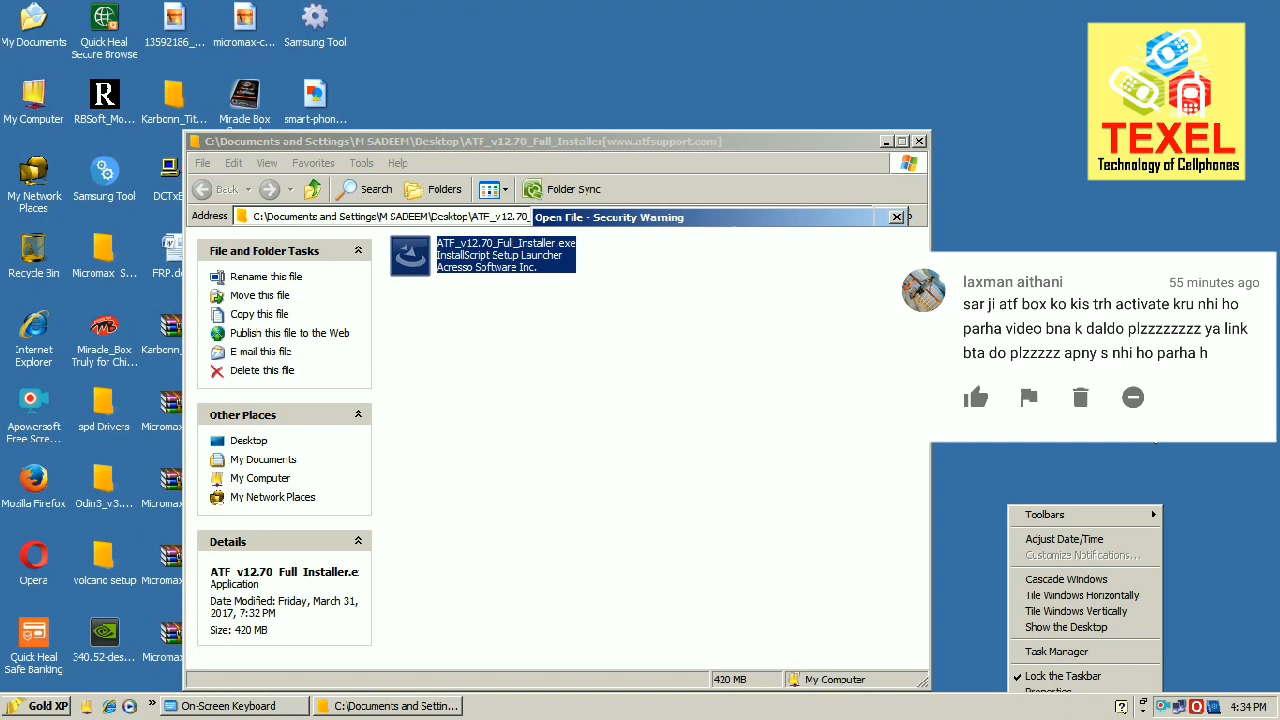 My Documents
Quick Heal
Secure Browse
13592186_...
micromax-c...
Samsung Tool
My Computer
R
RBSoft_Mo...
Karbonn_Tit...
Mirade Box
smart-phon...
My Network
Places
Samsung Tool
DCTxB
Recycle Bin
Micromax_S
FRP.d
Internet
Explorer
Miracle_Box
Truly for Chi...
Karbonn_
Apowersoft
Free Scre...
spd Drivers
Micromax
Mozilla Firefox
Odin3_v3....
Micromax
Opera
volcano setup
Micromax
Quick Heal
Safe Banking
340.52-des...
Micromax
C:\Documents and Settings\M SADEEM\Desktop\ATF_v12.70_Full_Installer[www.atfsupport.com]
File Edit View Favorites Tools Help
Back Search Folders Folder Sync
Address C:\Documents and Settings\M SADEEM\Desktop\ATF_v12.70_
Open File - Security Warning
File and Folder Tasks
Rename this file
Move this file
Copy this file
Publish this file to the Web
E-mail this file
Delete this file
Other Places
Desktop
My Documents
My Computer
My Network Places
Details
ATF_v12.70_Full_Installer.e
Application
Date Modified: Friday, March 31,
2017, 7:32 PM
Size: 420 MB
ATF_v12.70_Full_Installer.exe
InstallScript Setup Launcher
Acresso Software Inc.
420 MB My Computer
TEXEL
Technology of Cellphones
laxman aithani 55 minutes ago
sar ji atf box ko kis trh activate kru nhi ho
parha video bna k daldo plzzzzzzzz ya link
bta do plzzzzz apny s nhi ho parha h
Toolbars
Adjust Date/Time
Customize Notifications...
Cascade Windows
Tile Windows Horizontally
Tile Windows Vertically
Show the Desktop
Task Manager
Lock the Taskbar
Properties
Gold XP On-Screen Keyboard C:\Documents and Settin... 4:34 PM